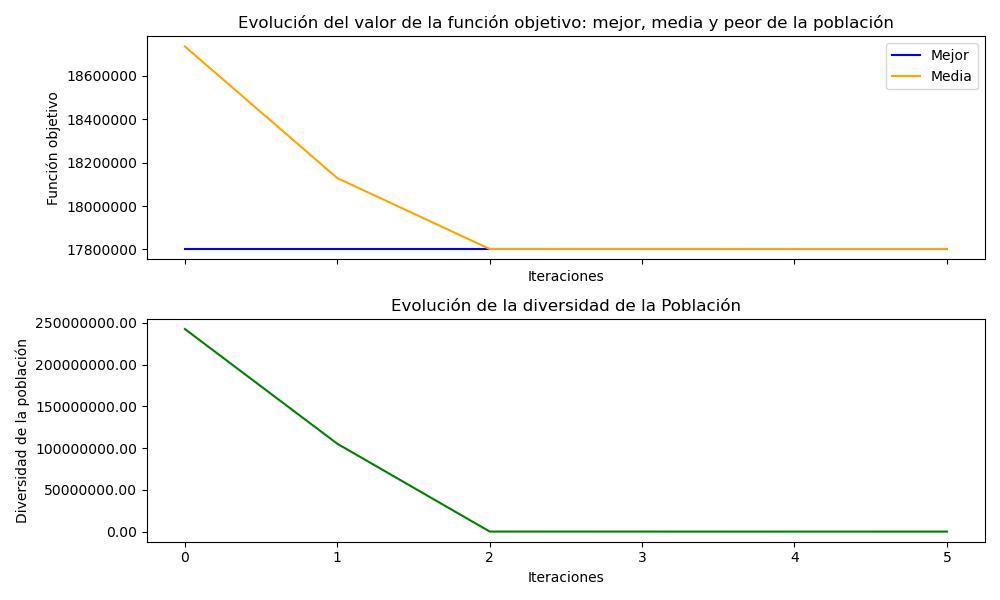 Evolución del valor de la función objetivo: mejor, media y peor de la población
Mejor
Media
18600000
18400000
18200000
18000000
17800000
Función objetivo
Iteraciones
Evolución de la diversidad de la Población
250000000.00
200000000.00
150000000.00
100000000.00
50000000.00
0.00
Diversidad de la población
0 1 2 3 4 5
Iteraciones